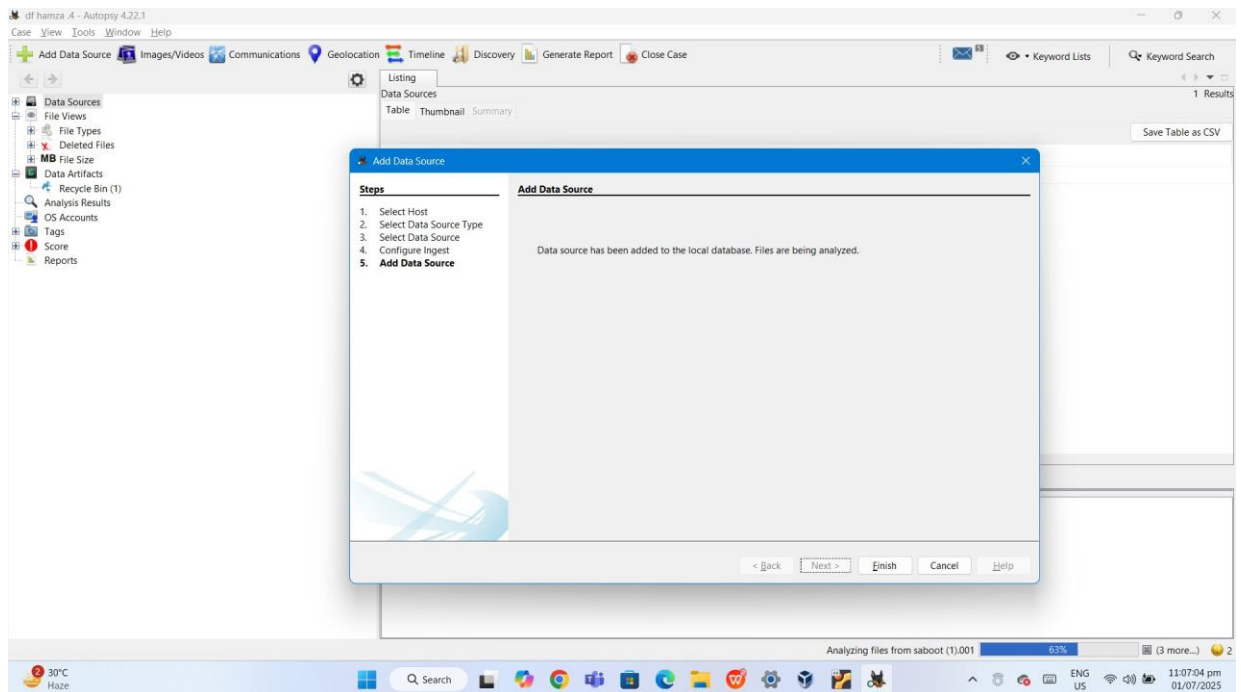 df hamza .4 - Autopsy 4.22.1
Case View Tools Window Help
Add Data Source Images/Videos Communications Geolocation Timeline Discovery Generate Report Close Case Keyword Lists Keyword Search
Listing
Data Sources 1 Results
Table Thumbnail Summary
Save Table as CSV
Data Sources
File Views
File Types
Deleted Files
MB File Size
Data Artifacts
Recycle Bin (1)
Analysis Results
OS Accounts
Tags
Score
Reports
Add Data Source
Steps
1. Select Host
2. Select Data Source Type
3. Select Data Source
4. Configure Ingest
5. Add Data Source
Add Data Source
Data source has been added to the local database. Files are being analyzed.
< Back Next > Finish Cancel Help
Analyzing files from saboot (1).001 63% (3 more...) 2
2 30°C
Haze
Search
ENG
US
11:07:04 pm
01/07/2025